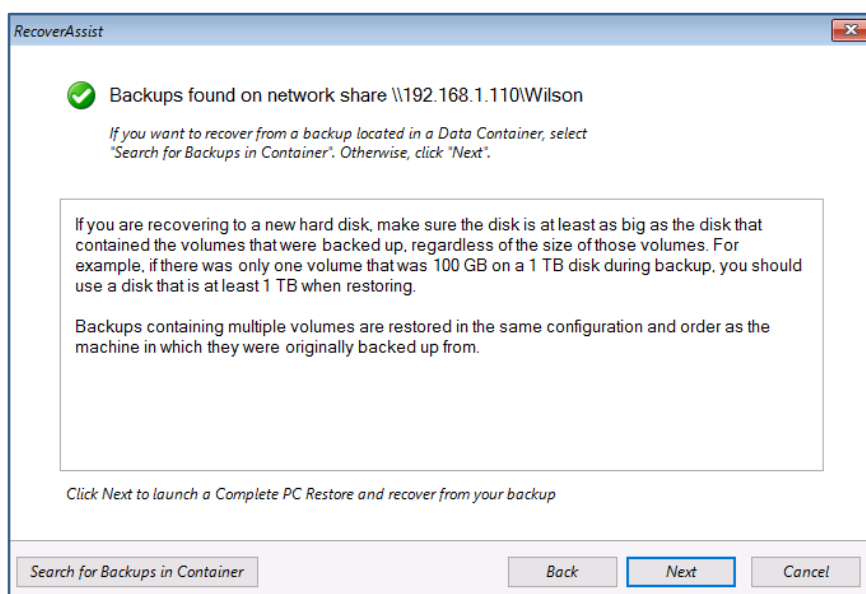 RecoverAssist
Backups found on network share \\192.168.1.110\Wilson
If you want to recover from a backup located in a Data Container, select
"Search for Backups in Container". Otherwise, click "Next".
If you are recovering to a new hard disk, make sure the disk is at least as big as the disk that
contained the volumes that were backed up, regardless of the size of those volumes. For
example, if there was only one volume that was 100 GB on a 1 TB disk during backup, you should
use a disk that is at least 1 TB when restoring.
Backups containing multiple volumes are restored in the same configuration and order as the
machine in which they were originally backed up from.
Click Next to launch a Complete PC Restore and recover from your backup
Search for Backups in Container
Back
Next
Cancel